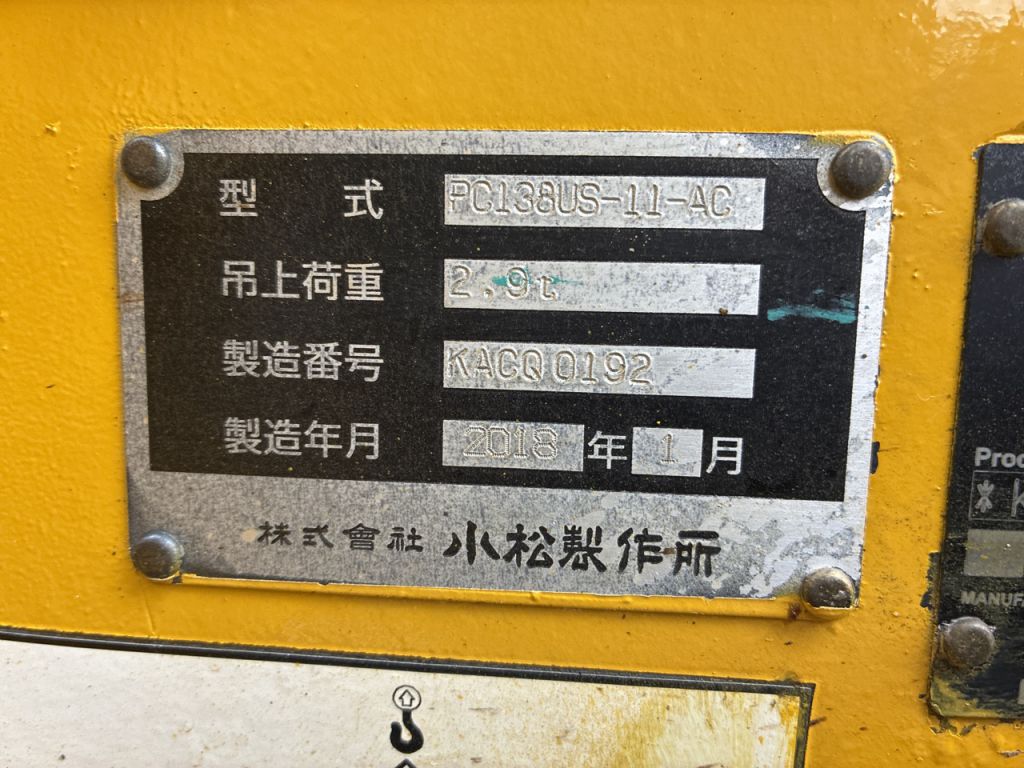 型 式 PC138US-11-AC
吊上荷重 2.9t
製造番号 KACQ0192
製造年月 2018年1月
株式會社 小松製作所